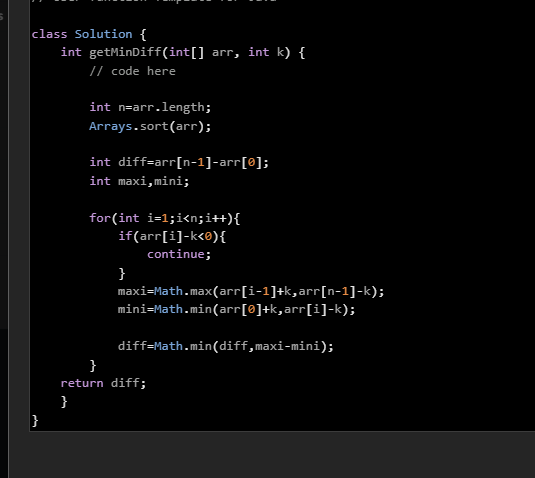 class Solution {
    int getMinDiff(int[] arr, int k) {
        // code here
        int n=arr.length;
        Arrays.sort(arr);
        int diff=arr[n-1]-arr[0];
        int maxi,mini;
        for(int i=1;i<n;i++){
            if(arr[i]-k<0){
                continue;
            }
            maxi=Math.max(arr[i-1]+k,arr[n-1]-k);
            mini=Math.min(arr[0]+k,arr[i]-k);
            diff=Math.min(diff,maxi-mini);
        }
    return diff;
    }
}